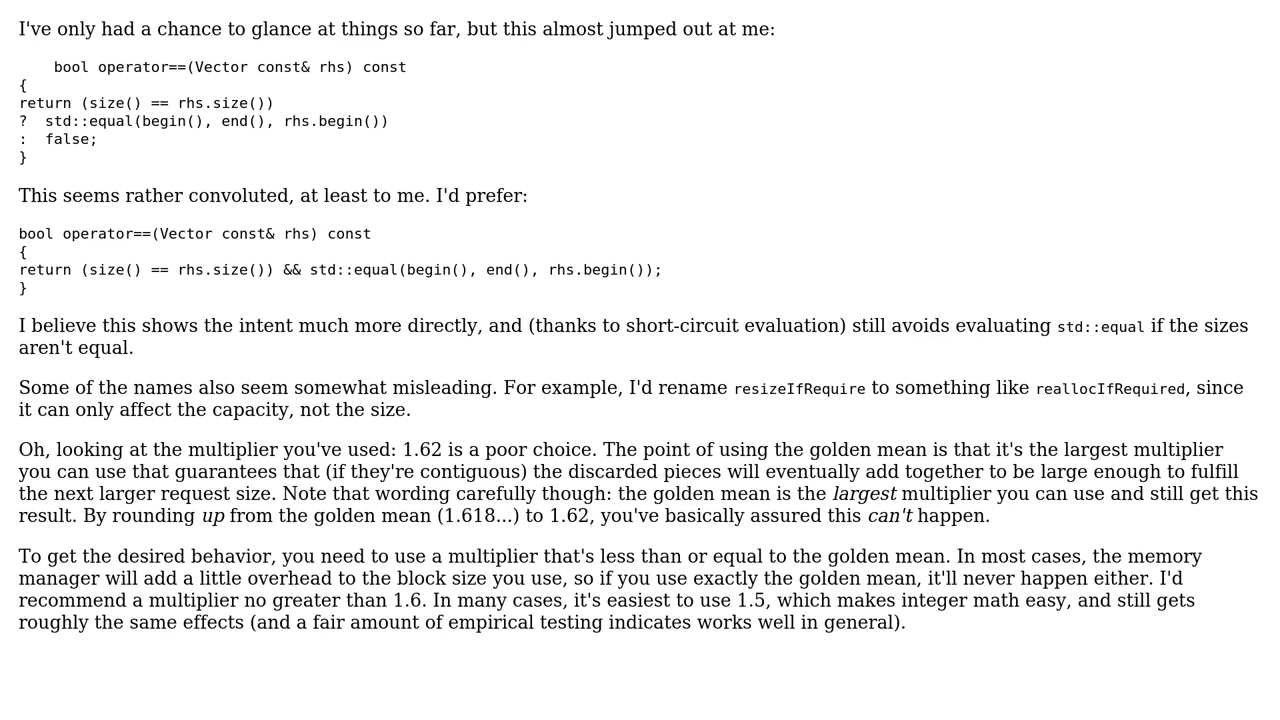 I've only had a chance to glance at things so far, but this almost jumped out at me:
    bool operator==(Vector const& rhs) const
{
return (size() == rhs.size())
?  std::equal(begin(), end(), rhs.begin())
:  false;
}
This seems rather convoluted, at least to me. I'd prefer:
bool operator==(Vector const& rhs) const
{
return (size() == rhs.size()) && std::equal(begin(), end(), rhs.begin());
}
I believe this shows the intent much more directly, and (thanks to short-circuit evaluation) still avoids evaluating std::equal if the sizes
aren't equal.
Some of the names also seem somewhat misleading. For example, I'd rename resizeIfRequire to something like reallocIfRequired, since
it can only affect the capacity, not the size.
Oh, looking at the multiplier you've used: 1.62 is a poor choice. The point of using the golden mean is that it's the largest multiplier
you can use that guarantees that (if they're contiguous) the discarded pieces will eventually add together to be large enough to fulfill
the next larger request size. Note that wording carefully though: the golden mean is the largest multiplier you can use and still get this
result. By rounding up from the golden mean (1.618...) to 1.62, you've basically assured this can't happen.
To get the desired behavior, you need to use a multiplier that's less than or equal to the golden mean. In most cases, the memory
manager will add a little overhead to the block size you use, so if you use exactly the golden mean, it'll never happen either. I'd
recommend a multiplier no greater than 1.6. In many cases, it's easiest to use 1.5, which makes integer math easy, and still gets
roughly the same effects (and a fair amount of empirical testing indicates works well in general).